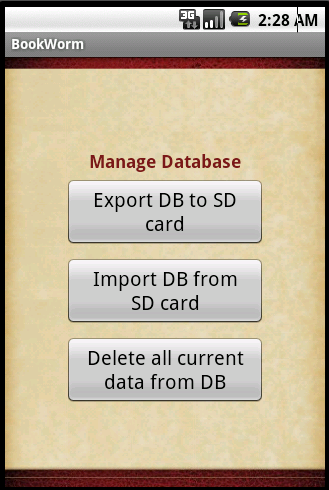 3G 2:28 AM
BookWorm
Manage Database
Export DB to SD
card
Import DB from
SD card
Delete all current
data from DB